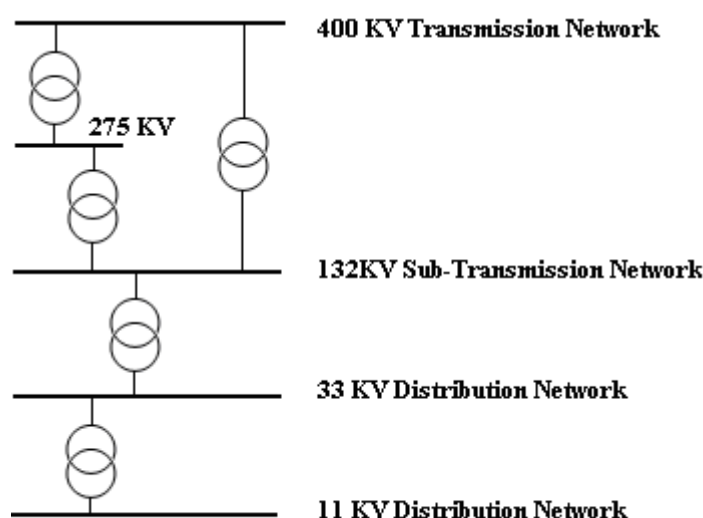 400 KV Transmission Network
275 KV
132KV Sub-Transmission Network
33 KV Distribution Network
11 KV Distribution Network